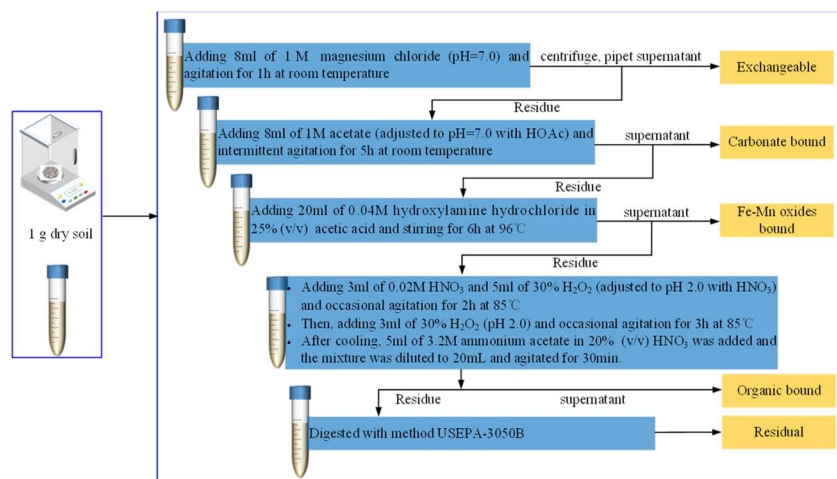 Adding 8ml of 1 M magnesium chloride (pH=7.0) and
agitation for 1h at room temperature
centrifuge, pipet supernatant
Exchangeable
Residue
Adding 8ml of 1M acetate (adjusted to pH=7.0 with HOAc) and
intermittent agitation for 5h at room temperature
supernatant
Carbonate bound
Residue
1 g dry soil
Adding 20ml of 0.04M hydroxylamine hydrochloride in
25% (v/v) acetic acid and stirring for 6h at 96℃
supernatant
Fe-Mn oxides
bound
Residue
• Adding 3ml of 0.02M HNO₃ and 5ml of 30% H₂O₂ (adjusted to pH 2.0 with HNO₃)
and occasional agitation for 2h at 85℃
• Then, adding 3ml of 30% H₂O₂ (pH 2.0) and occasional agitation for 3h at 85℃
• After cooling, 5ml of 3.2M ammonium acetate in 20% (v/v) HNO₃ was added and
the mixture was diluted to 20mL and agitated for 30min.
Organic bound
Residue
supernatant
Digested with method USEPA-3050B
Residual